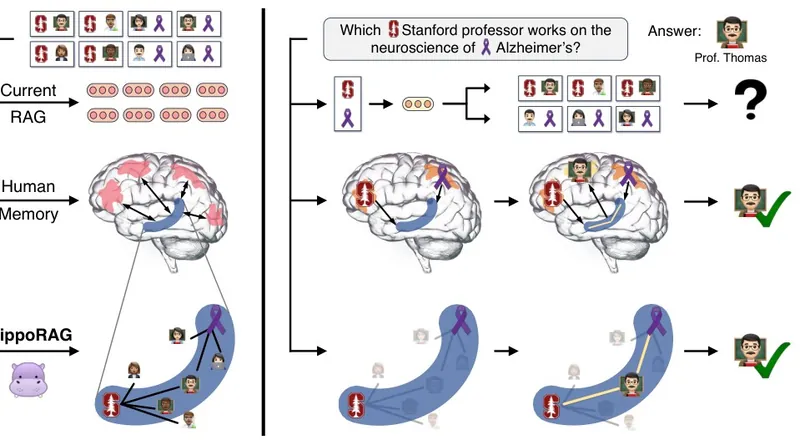 Current
RAG
Human
Memory
ippoRAG
Which Stanford professor works on the
neuroscience of Alzheimer's?
Answer:
Prof. Thomas
?